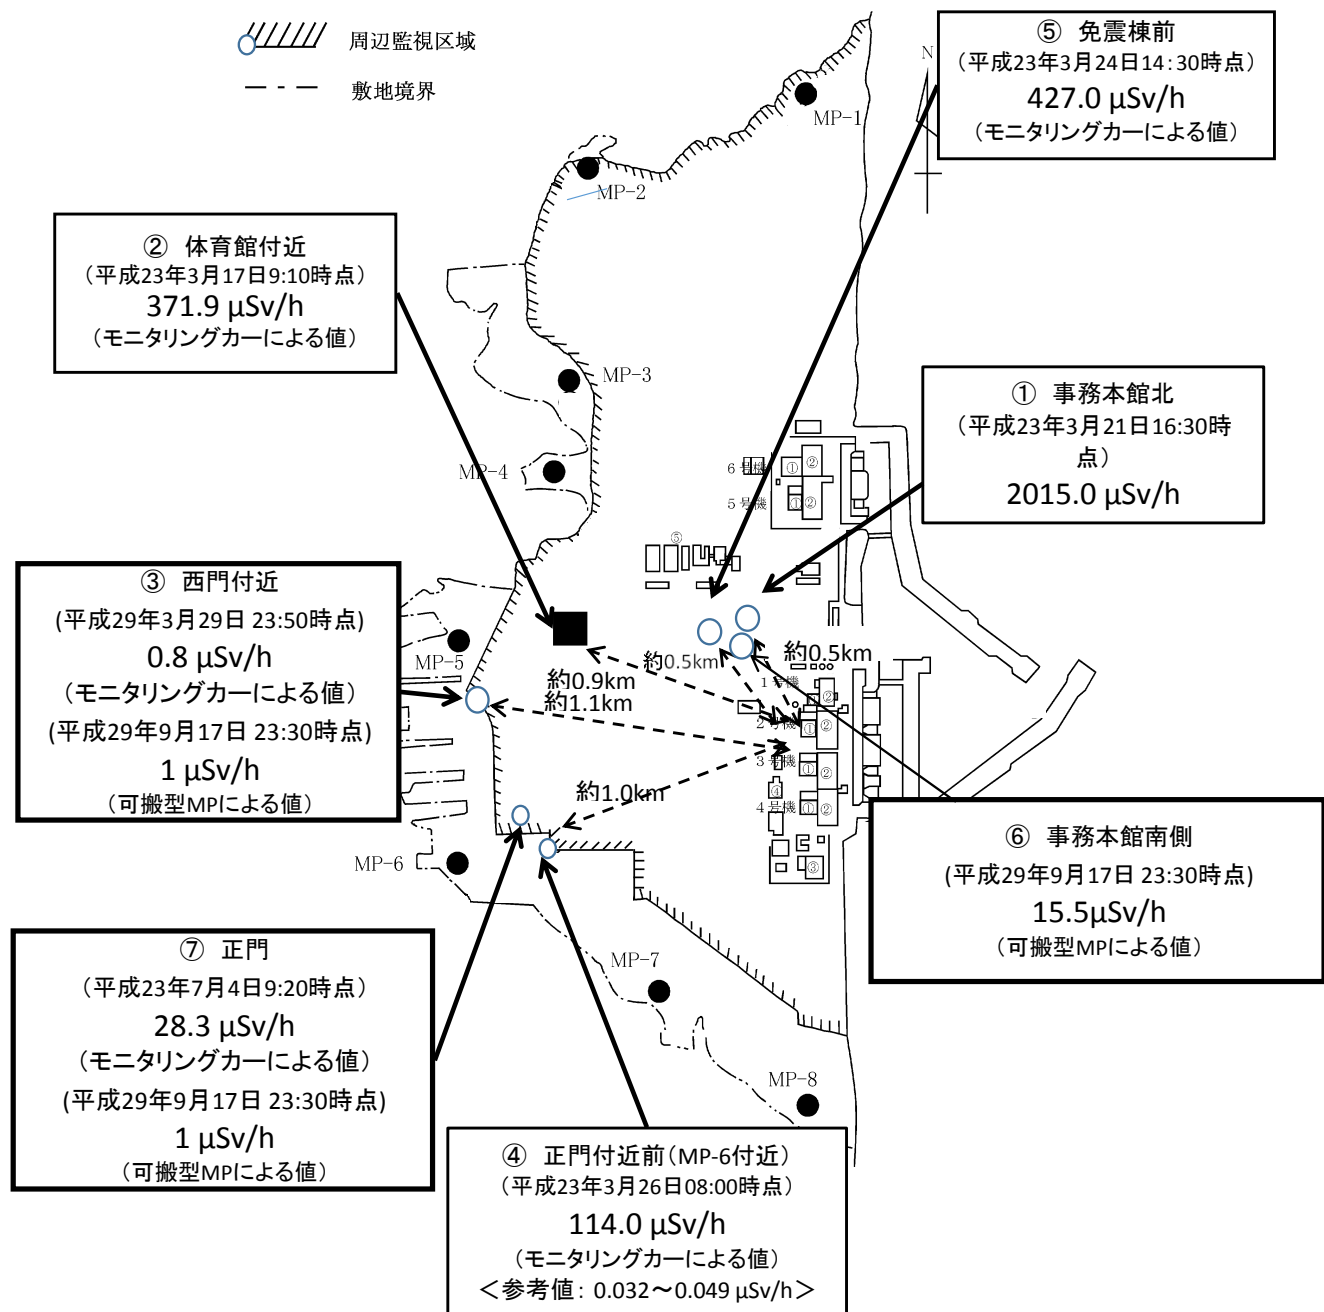 周辺監視区域
敷地境界
⑤ 免震棟前
（平成23年3月24日14：30時点）
427.0 μSv/h
（モニタリングカーによる値）
N
MP-1
MP-2
② 体育館付近
（平成23年3月17日9:10時点）
371.9 μSv/h
（モニタリングカーによる値）
MP-3
① 事務本館北
（平成23年3月21日16:30時
点）
2015.0 μSv/h
MP-4
6号機
① ②
5号機
① ②
⑤
③ 西門付近
(平成29年3月29日 23:50時点)
0.8 μSv/h
（モニタリングカーによる値）
(平成29年9月17日 23:30時点)
1 μSv/h
（可搬型MPによる値）
MP-5
約0.5km
約0.5km
約0.9km
約1.1km
1号機
②
2号機
① ②
3号機
① ②
④
4号機
① ②
③
約1.0km
MP-6
⑥ 事務本館南側
(平成29年9月17日 23:30時点)
15.5μSv/h
（可搬型MPによる値）
⑦ 正門
（平成23年7月4日9:20時点）
28.3 μSv/h
（モニタリングカーによる値）
(平成29年9月17日 23:30時点)
1 μSv/h
（可搬型MPによる値）
MP-7
MP-8
④ 正門付近前（MP-6付近）
（平成23年3月26日08:00時点）
114.0 μSv/h
（モニタリングカーによる値）
＜参考値：0.032～0.049 μSv/h＞